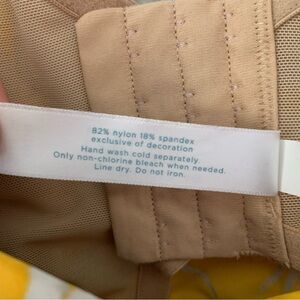 82% nylon 18% spandex
exclusive of decoration
Hand wash cold separately.
Only non-chlorine bleach when needed.
Line dry. Do not iron.